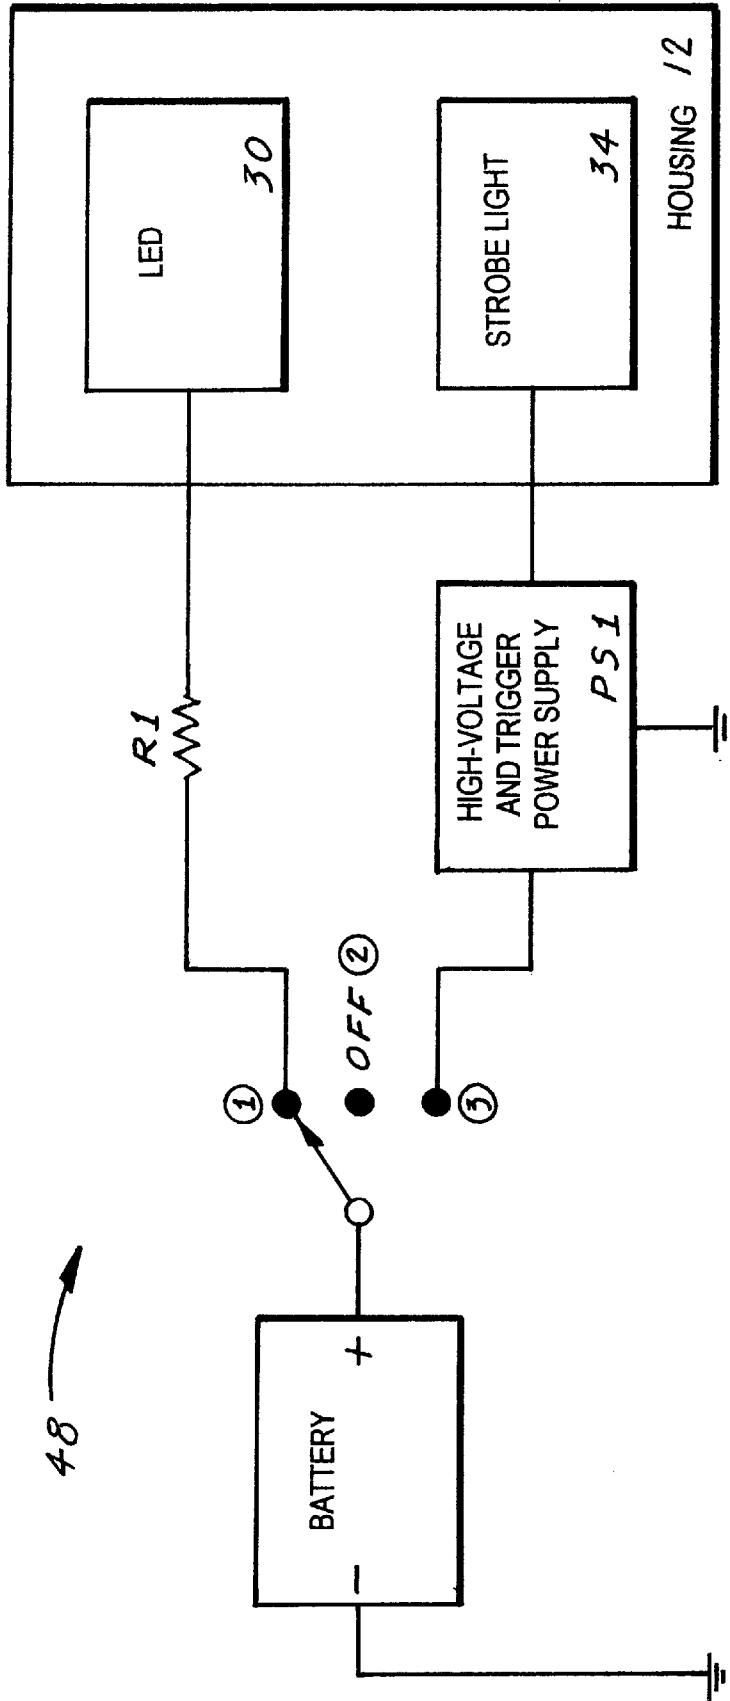 48
BATTERY
−
+
①
OFF ②
③
R1
HIGH-VOLTAGE
AND TRIGGER
POWER SUPPLY
PS1
LED
30
STROBE LIGHT
34
HOUSING 12